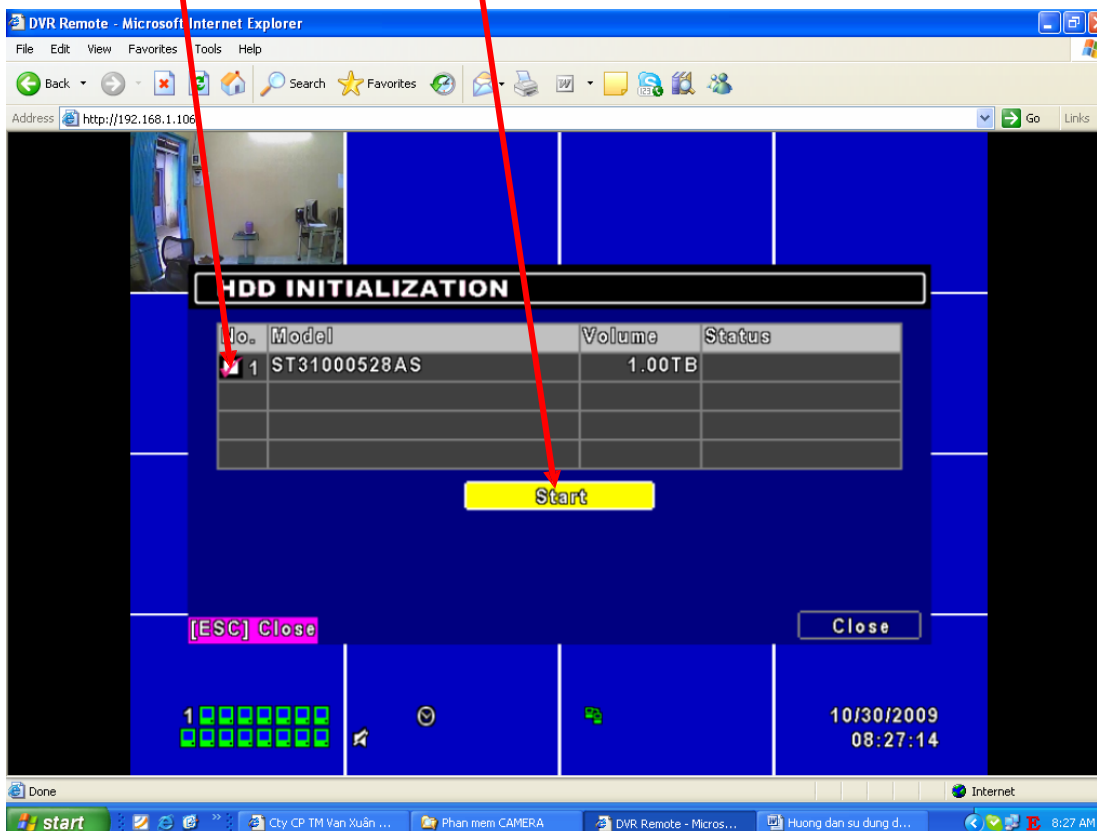 DVR Remote - Microsoft Internet Explorer
File Edit View Favorites Tools Help
Back Search Favorites
Address http://192.168.1.106 Go Links
HDD INITIALIZATION
No. Model Volume Status
1 ST31000528AS 1.00TB
Start
[ESC] Close Close
1
10/30/2009
08:27:14
Done Internet
start Cty CP TM Van Xuân ... Phan mem CAMERA DVR Remote - Micros... Huong dan su dung d... 8:27 AM